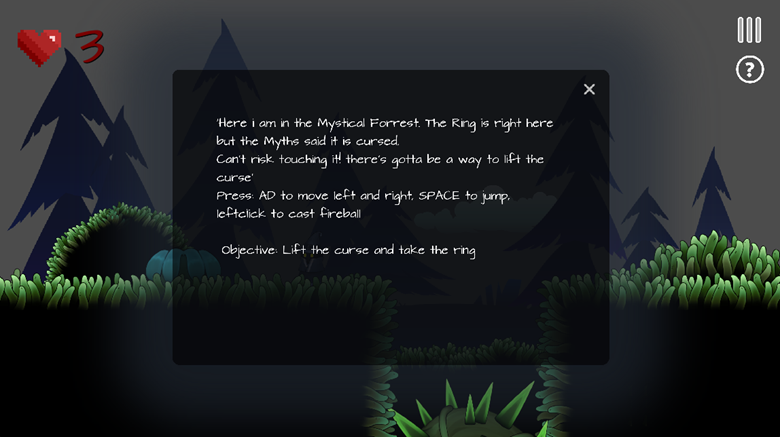 3
?
'Here i am in the Mystical Forrest. The Ring is right here
but the Myths said it is cursed.
Can't risk touching it! there's gotta be a way to lift the
curse'
Press: AD to move left and right, SPACE to jump,
leftclick to cast fireball
Objective: Lift the curse and take the ring